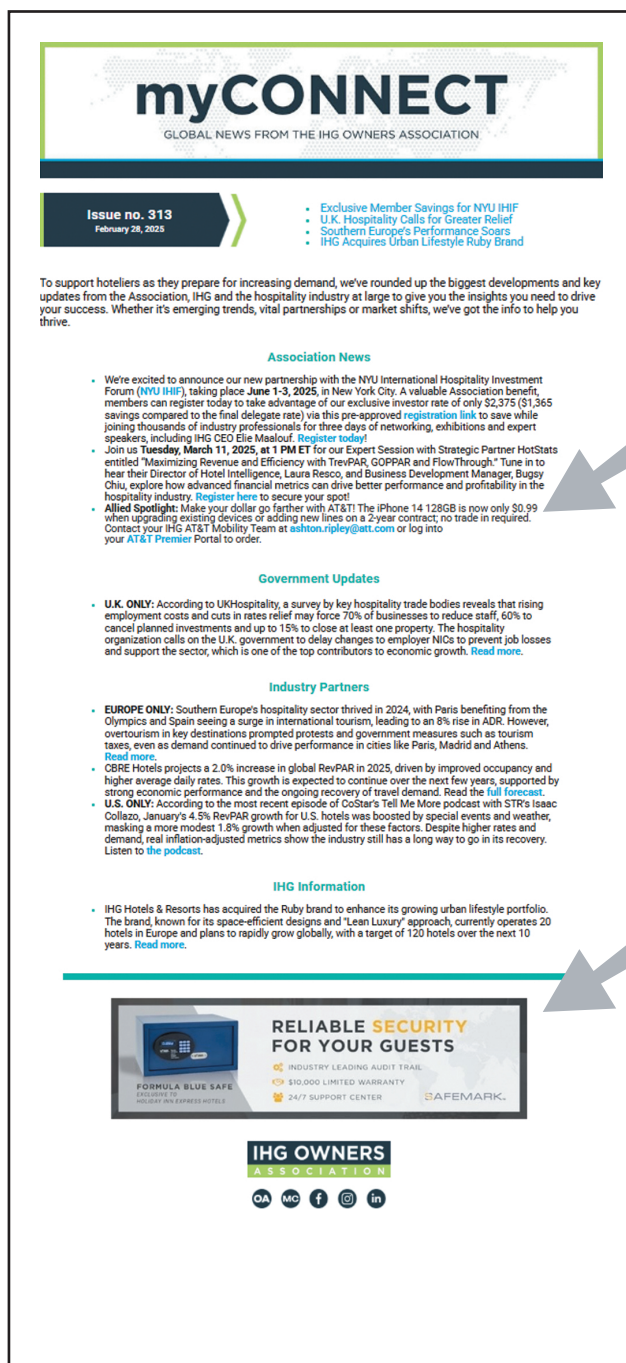 myCONNECT
GLOBAL NEWS FROM THE IHG OWNERS ASSOCIATION
Issue no. 313
February 28, 2025
• Exclusive Member Savings for NYU IHIF
• U.K. Hospitality Calls for Greater Relief
• Southern Europe's Performance Soars
• IHG Acquires Urban Lifestyle Ruby Brand
To support hoteliers as they prepare for increasing demand, we've rounded up the biggest developments and key
updates from the Association, IHG and the hospitality industry at large to give you the insights you need to drive
your success. Whether it's emerging trends, vital partnerships or market shifts, we've got the info to help you
thrive.
Association News
• We're excited to announce our new partnership with the NYU International Hospitality Investment
Forum (NYU IHIF), taking place June 1-3, 2025, in New York City. A valuable Association benefit,
members can register today to take advantage of our exclusive investor rate of only $2,375 ($1,365
savings compared to the final delegate rate) via this pre-approved registration link to save while
joining thousands of industry professionals for three days of networking, exhibitions and expert
speakers, including IHG CEO Elie Maalouf. Register today!
• Join us Tuesday, March 11, 2025, at 1 PM ET for our Expert Session with Strategic Partner HotStats
entitled "Maximizing Revenue and Efficiency with TrevPAR, GOPPAR and FlowThrough." Tune in to
hear their Director of Hotel Intelligence, Laura Resco, and Business Development Manager, Bugsy
Chiu, explore how advanced financial metrics can drive better performance and profitability in the
hospitality industry. Register here to secure your spot!
• Allied Spotlight: Make your dollar go farther with AT&T! The iPhone 14 128GB is now only $0.99
when upgrading existing devices or adding new lines on a 2-year contract; no trade in required.
Contact your IHG AT&T Mobility Team at ashton.ripley@att.com or log into
your AT&T Premier Portal to order.
Government Updates
• U.K. ONLY: According to UKHospitality, a survey by key hospitality trade bodies reveals that rising
employment costs and cuts in rates relief may force 70% of businesses to reduce staff, 60% to
cancel planned investments and up to 15% to close at least one property. The hospitality
organization calls on the U.K. government to delay changes to employer NICs to prevent job losses
and support the sector, which is one of the top contributors to economic growth. Read more.
Industry Partners
• EUROPE ONLY: Southern Europe's hospitality sector thrived in 2024, with Paris benefiting from the
Olympics and Spain seeing a surge in international tourism, leading to an 8% rise in ADR. However,
overtourism in key destinations prompted protests and government measures such as tourism
taxes, even as demand continued to drive performance in cities like Paris, Madrid and Athens.
Read more.
• CBRE Hotels projects a 2.0% increase in global RevPAR in 2025, driven by improved occupancy and
higher average daily rates. This growth is expected to continue over the next few years, supported by
strong economic performance and the ongoing recovery of travel demand. Read the full forecast.
• U.S. ONLY: According to the most recent episode of CoStar's Tell Me More podcast with STR's Isaac
Collazo, January's 4.5% RevPAR growth for U.S. hotels was boosted by special events and weather,
masking a more modest 1.8% growth when adjusted for these factors. Despite higher rates and
demand, real inflation-adjusted metrics show the industry still has a long way to go in its recovery.
Listen to the podcast.
IHG Information
• IHG Hotels & Resorts has acquired the Ruby brand to enhance its growing urban lifestyle portfolio.
The brand, known for its space-efficient designs and "Lean Luxury" approach, currently operates 20
hotels in Europe and plans to rapidly grow globally, with a target of 120 hotels over the next 10
years. Read more.
RELIABLE SECURITY
FOR YOUR GUESTS
INDUSTRY LEADING AUDIT TRAIL
$10,000 LIMITED WARRANTY
24/7 SUPPORT CENTER
FORMULA BLUE SAFE
EXCLUSIVE TO
HOLIDAY INN EXPRESS HOTELS
SAFEMARK
IHG OWNERS
ASSOCIATION
OA MC f in